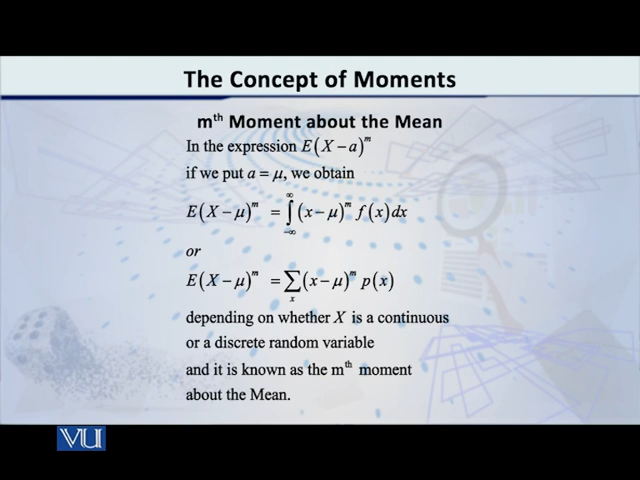 The Concept of Moments
mᵗʰ Moment about the Mean
In the expression E(X − a)ᵐ
if we put a = μ, we obtain
E(X − μ)ᵐ = ∫_{−∞}^{∞} (x − μ)ᵐ f(x)dx
or
E(X − μ)ᵐ = ∑ₓ (x − μ)ᵐ p(x)
depending on whether X is a continuous
or a discrete random variable
and it is known as the mᵗʰ moment
about the Mean.
VU